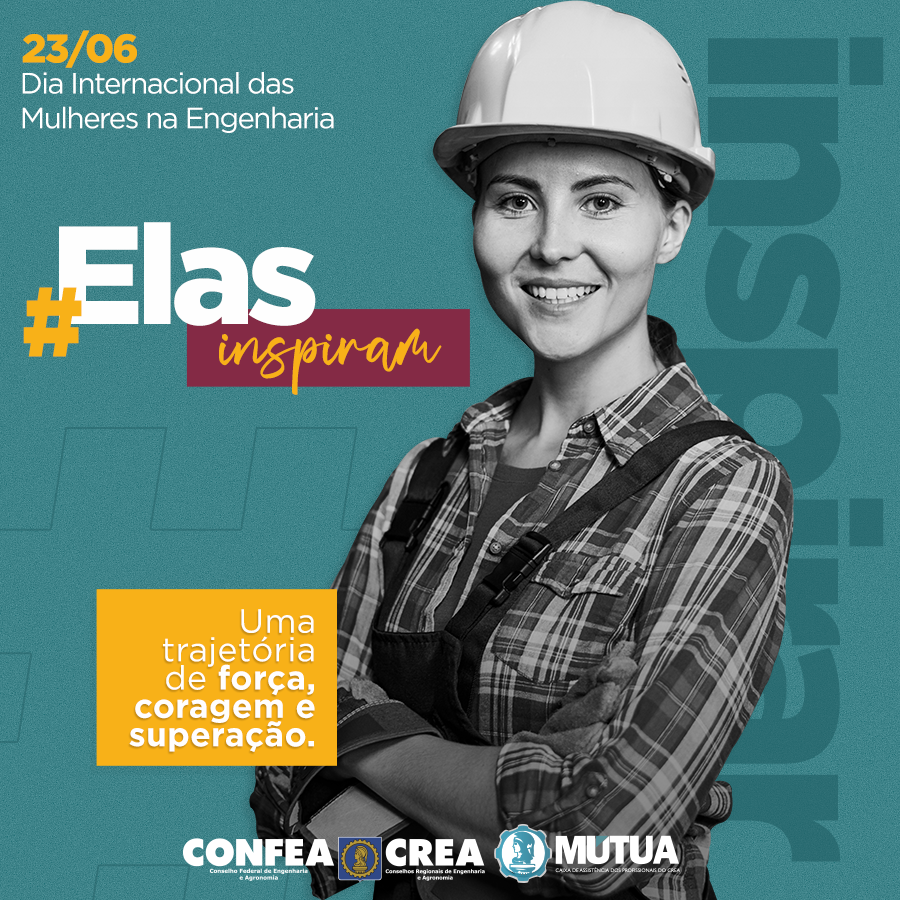 23/06
Dia Internacional das
Mulheres na Engenharia
#Elas
inspiram
inspirar
Uma
trajetória
de força,
coragem e
superação.
CONFEA
Conselho Federal de Engenharia
e Agronomia
CREA
Conselhos Regionais de Engenharia
e Agronomia
MUTUA
CAIXA DE ASSISTÊNCIA DOS PROFISSIONAIS DO CREA